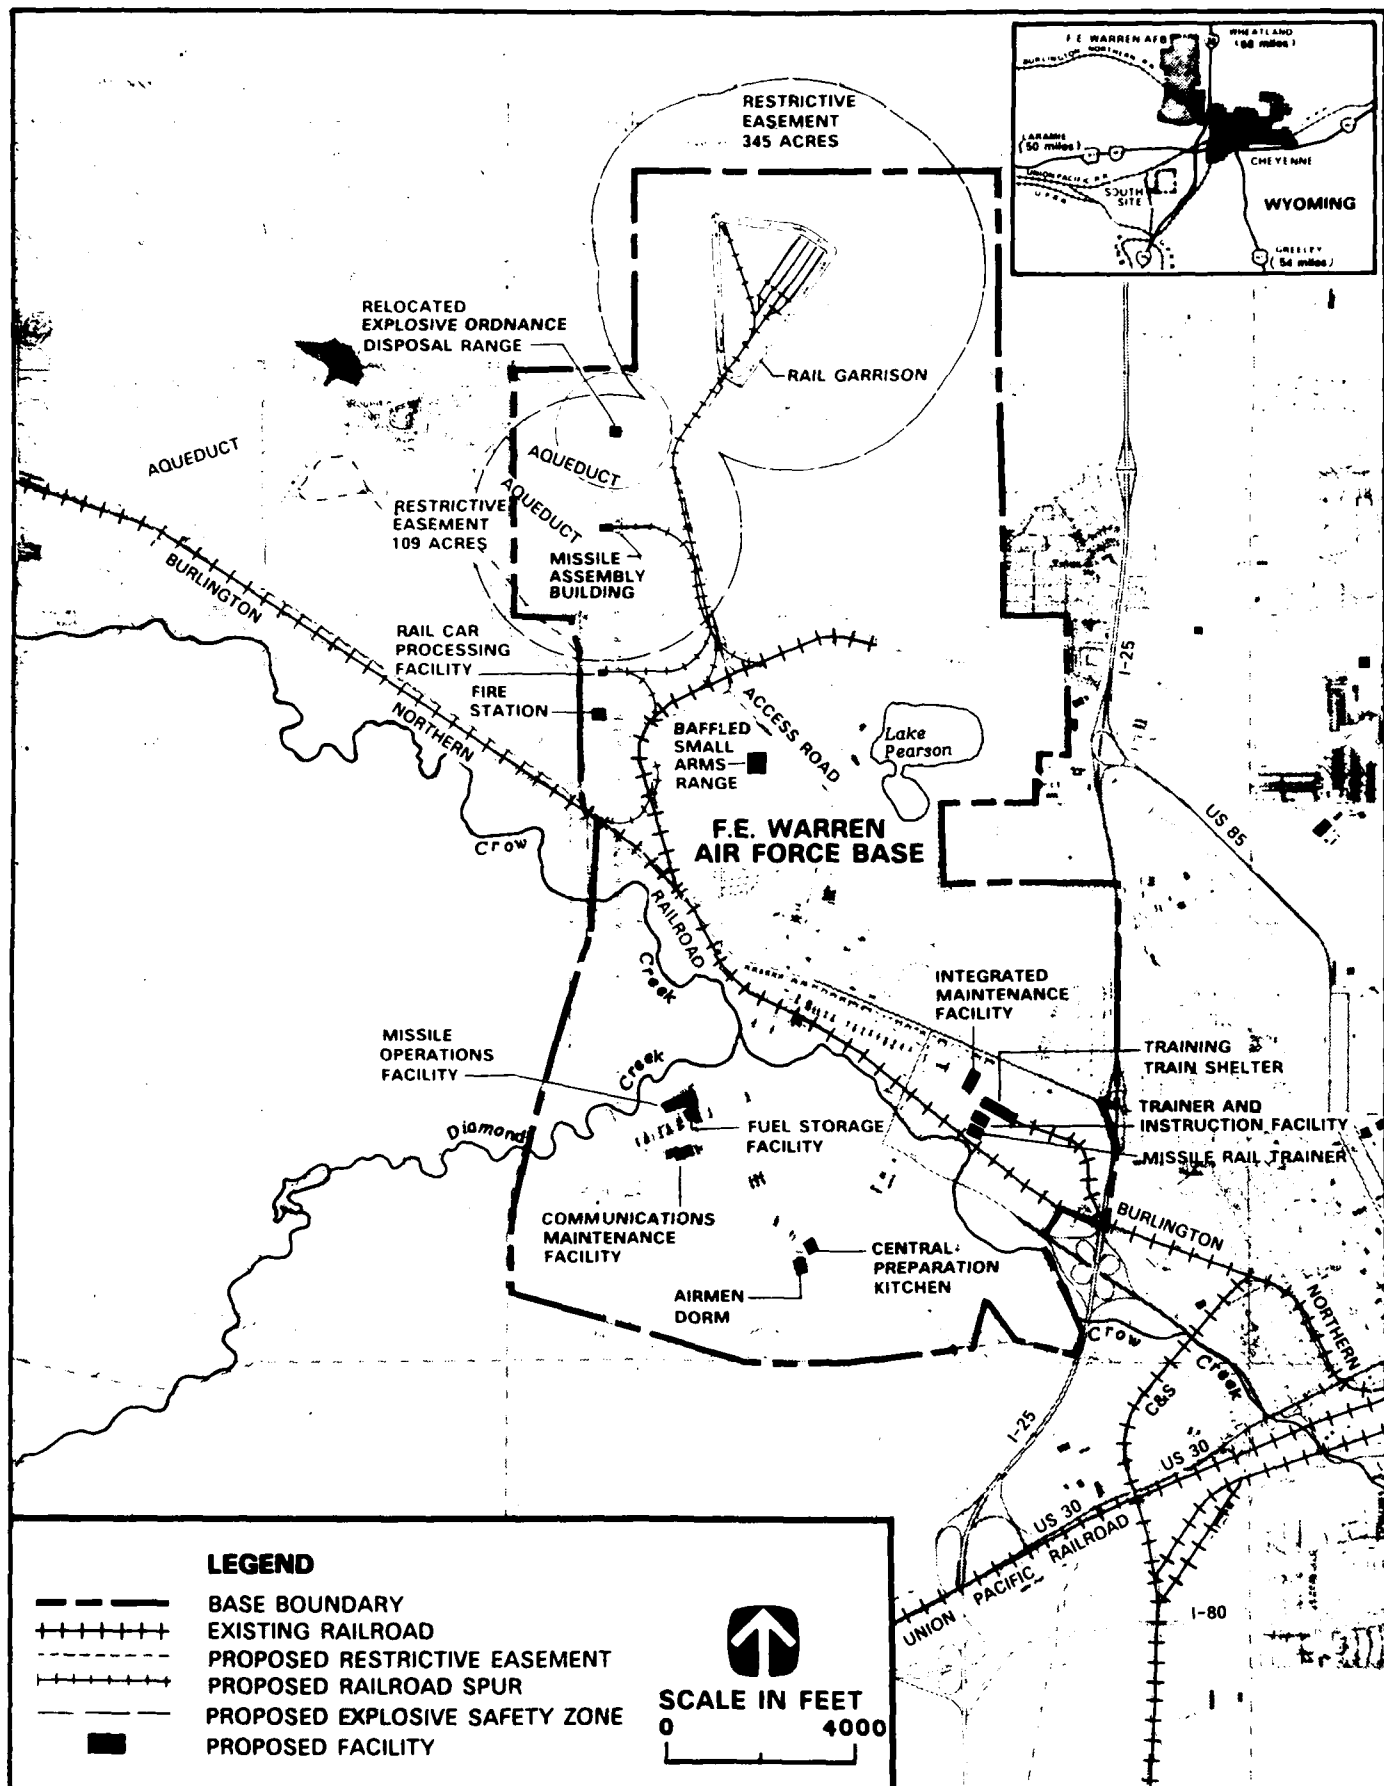 RESTRICTIVE
EASEMENT
345 ACRES
F.E. WARREN AFB
WHEATLAND
(68 miles)
BURLINGTON NORTHERN R.R.
LARAMIE
(50 miles)
CHEYENNE
UNION PACIFIC R.R.
U.P.R.R.
SOUTH
SITE
WYOMING
GREELEY
(54 miles)
RELOCATED
EXPLOSIVE ORDNANCE
DISPOSAL RANGE
RAIL GARRISON
AQUEDUCT
AQUEDUCT
AQUEDUCT
RESTRICTIVE
EASEMENT
109 ACRES
MISSILE
ASSEMBLY
BUILDING
BURLINGTON
NORTHERN
RAILROAD
RAIL CAR
PROCESSING
FACILITY
FIRE
STATION
I-25
ACCESS ROAD
BAFFLED
SMALL
ARMS
RANGE
Lake
Pearson
US 85
F.E. WARREN
AIR FORCE BASE
Crow
Creek
INTEGRATED
MAINTENANCE
FACILITY
MISSILE
OPERATIONS
FACILITY
TRAINING
TRAIN SHELTER
Diamond
Creek
TRAINER AND
INSTRUCTION FACILITY
FUEL STORAGE
FACILITY
MISSILE RAIL TRAINER
COMMUNICATIONS
MAINTENANCE
FACILITY
BURLINGTON
NORTHERN
CENTRAL
PREPARATION
KITCHEN
AIRMEN
DORM
Crow
Creek
C&S
I-25
US 30
US 30
UNION PACIFIC RAILROAD
I-80
LEGEND
BASE BOUNDARY
EXISTING RAILROAD
PROPOSED RESTRICTIVE EASEMENT
PROPOSED RAILROAD SPUR
PROPOSED EXPLOSIVE SAFETY ZONE
PROPOSED FACILITY
SCALE IN FEET
0 4000